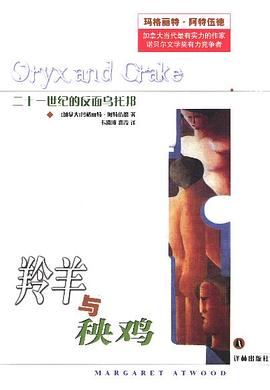 玛格丽特·阿特伍德
加拿大当代最有实力的作家
诺贝尔文学奖有力竞争者
Oryx and Crake
二十一世纪的反面乌托邦
羚羊
与
秧鸡
译林出版社
MARGARET ATWOOD